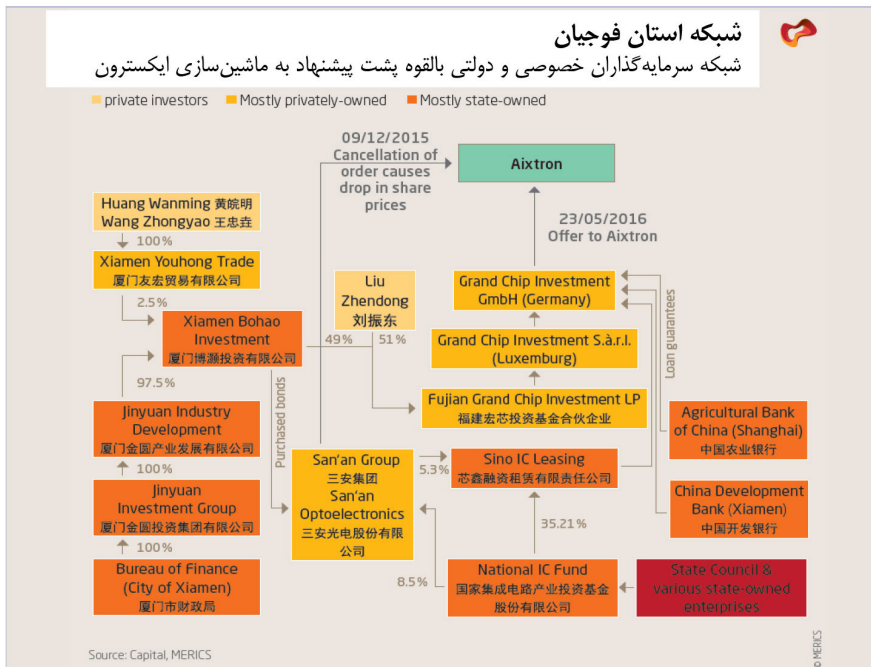 شبکه استان فوجیان
شبکه سرمایه‌گذاران خصوصی و دولتی بالقوه پشت پیشنهاد به ماشین‌سازی ایکسترون
private investors
Mostly privately-owned
Mostly state-owned
09/12/2015
Cancellation of
order causes
drop in share
prices
Aixtron
23/05/2016
Offer to Aixtron
Huang Wanming 黄皖明
Wang Zhongyao 王忠垚
100%
Xiamen Youhong Trade
厦门友宏贸易有限公司
2.5%
Xiamen Bohao
Investment
厦门博灏投资有限公司
97.5%
Jinyuan Industry
Development
厦门金圆产业发展有限公司
100%
Jinyuan
Investment Group
厦门金圆投资集团有限公司
100%
Bureau of Finance
(City of Xiamen)
厦门市财政局
Liu
Zhendong
刘振东
49%
51%
Purchased bonds
Grand Chip Investment
GmbH (Germany)
Grand Chip Investment S.à.r.l.
(Luxemburg)
Fujian Grand Chip Investment LP
福建宏芯投资基金合伙企业
Loan guarantees
San'an Group
三安集团
San'an
Optoelectronics
三安光电股份有限
公司
5.3%
Sino IC Leasing
芯鑫融资租赁有限责任公司
35.21%
8.5%
National IC Fund
国家集成电路产业投资基金
股份有限公司
Agricultural Bank
of China (Shanghai)
中国农业银行
China Development
Bank (Xiamen)
中国开发银行
State Council &
various state-owned
enterprises
Source: Capital, MERICS
© MERICS